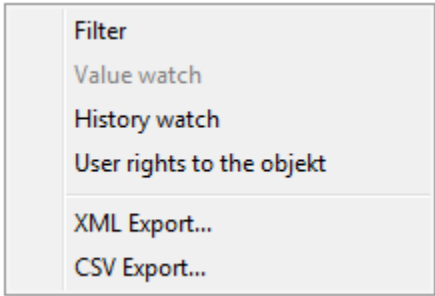 Filter
Value watch
History watch
User rights to the objekt
XML Export...
CSV Export...